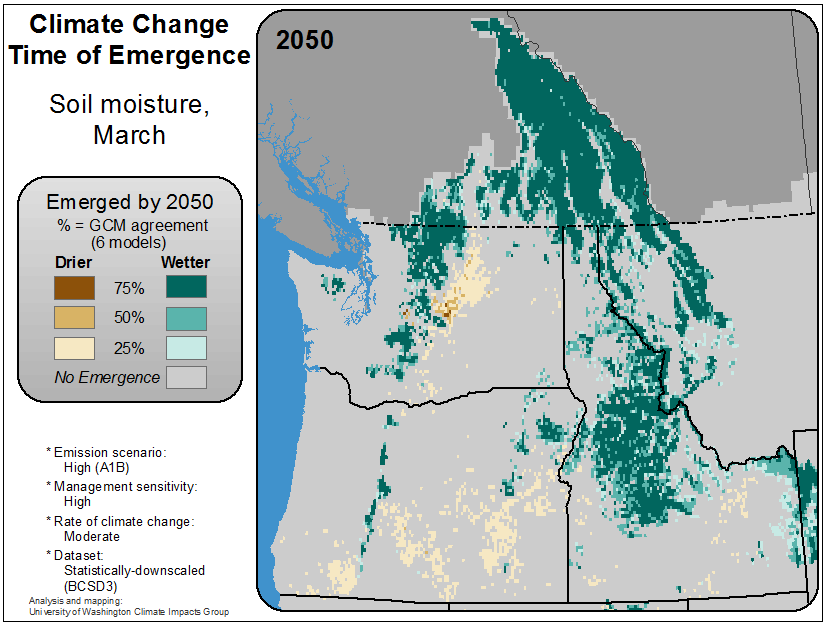 Climate Change
Time of Emergence
Soil moisture,
March
2050
Emerged by 2050
% = GCM agreement
(6 models)
Drier Wetter
75%
50%
25%
No Emergence
* Emission scenario:
High (A1B)
* Management sensitivity:
High
* Rate of climate change:
Moderate
* Dataset:
Statistically-downscaled
(BCSD3)
Analysis and mapping:
University of Washington Climate Impacts Group